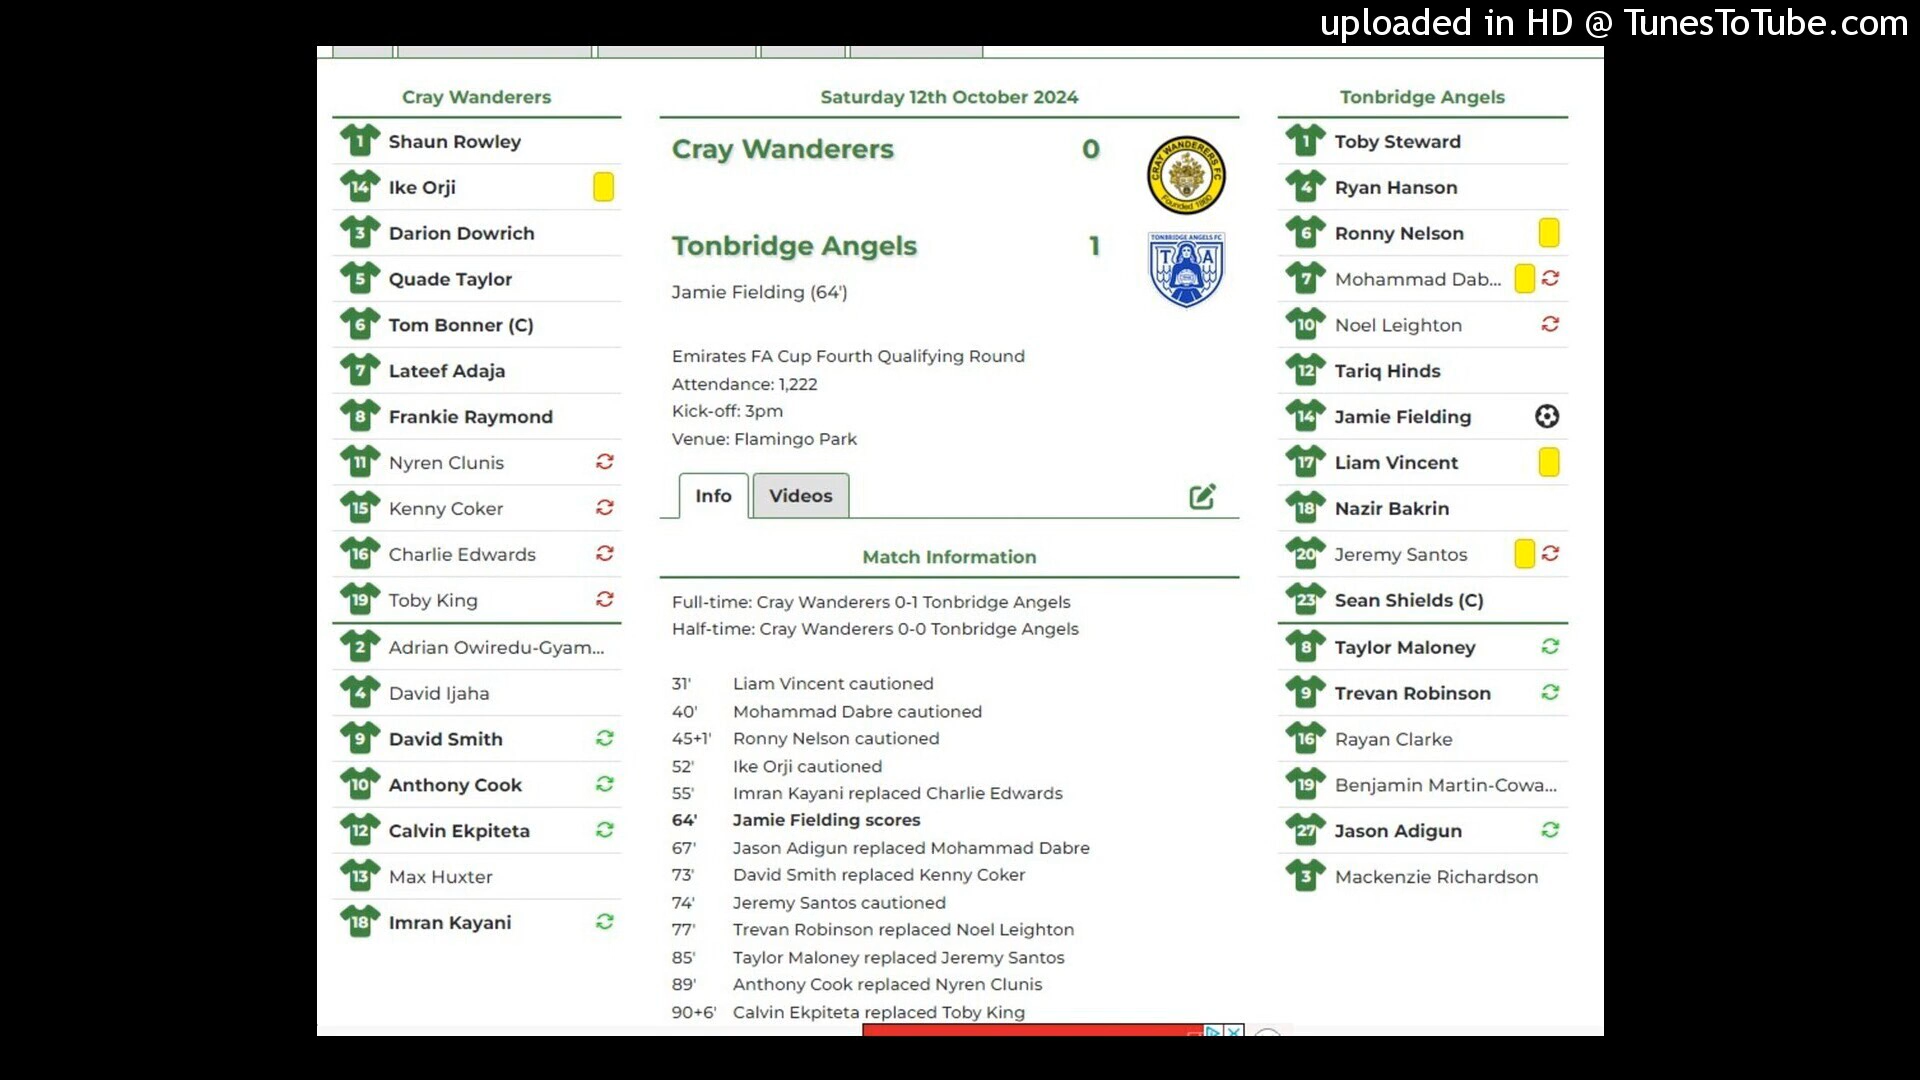 uploaded in HD @ TunesToTube.com
Cray Wanderers
1 Shaun Rowley
14 Ike Orji
3 Darion Dowrich
5 Quade Taylor
6 Tom Bonner (C)
7 Lateef Adaja
8 Frankie Raymond
11 Nyren Clunis
15 Kenny Coker
16 Charlie Edwards
19 Toby King
2 Adrian Owiredu-Gyam...
4 David Ijaha
9 David Smith
10 Anthony Cook
12 Calvin Ekpiteta
13 Max Huxter
18 Imran Kayani
Saturday 12th October 2024
Cray Wanderers 0
CRAY WANDERERS FC
Founded 1860
Tonbridge Angels 1
TONBRIDGE ANGELS FC
T A
Jamie Fielding (64')
Emirates FA Cup Fourth Qualifying Round
Attendance: 1,222
Kick-off: 3pm
Venue: Flamingo Park
Info Videos
Match Information
Full-time: Cray Wanderers 0-1 Tonbridge Angels
Half-time: Cray Wanderers 0-0 Tonbridge Angels
31' Liam Vincent cautioned
40' Mohammad Dabre cautioned
45+1' Ronny Nelson cautioned
52' Ike Orji cautioned
55' Imran Kayani replaced Charlie Edwards
64' Jamie Fielding scores
67' Jason Adigun replaced Mohammad Dabre
73' David Smith replaced Kenny Coker
74' Jeremy Santos cautioned
77' Trevan Robinson replaced Noel Leighton
85' Taylor Maloney replaced Jeremy Santos
89' Anthony Cook replaced Nyren Clunis
90+6' Calvin Ekpiteta replaced Toby King
Tonbridge Angels
1 Toby Steward
4 Ryan Hanson
6 Ronny Nelson
7 Mohammad Dab...
10 Noel Leighton
12 Tariq Hinds
14 Jamie Fielding
17 Liam Vincent
18 Nazir Bakrin
20 Jeremy Santos
23 Sean Shields (C)
8 Taylor Maloney
9 Trevan Robinson
16 Rayan Clarke
19 Benjamin Martin-Cowa...
27 Jason Adigun
3 Mackenzie Richardson